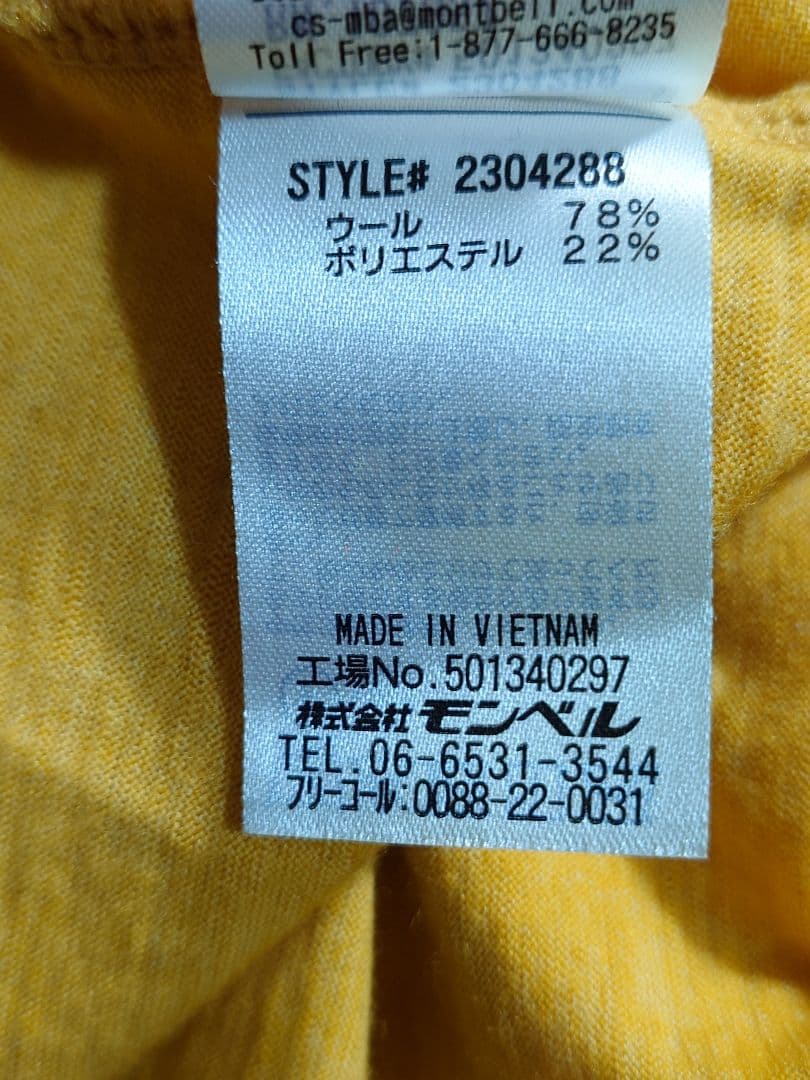 cs-mba@montbell.com
Toll Free:1-877-666-8235
STYLE# 2304288
ウール 78%
ポリエステル 22%
MADE IN VIETNAM
工場No.501340297
株式会社モンベル
TEL.06-6531-3544
フリーコール:0088-22-0031